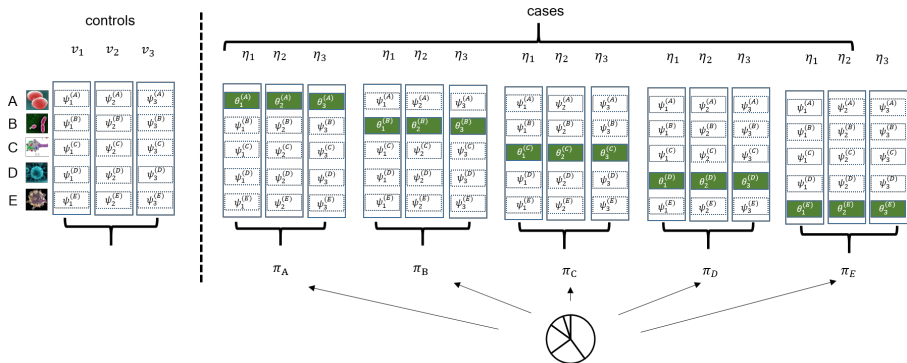 controls
cases
v₁ v₂ v₃
η₁ η₂ η₃ η₁ η₂ η₃ η₁ η₂ η₃ η₁ η₂ η₃ η₁ η₂ η₃
A ψ₁^(A) ψ₂^(A) ψ₃^(A) θ₁^(A) θ₂^(A) θ₃^(A) ψ₁^(A) ψ₂^(A) ψ₃^(A) ψ₁^(A) ψ₂^(A) ψ₃^(A) ψ₁^(A) ψ₂^(A) ψ₃^(A) ψ₁^(A) ψ₂^(A) ψ₃^(A)
B ψ₁^(B) ψ₂^(B) ψ₃^(B) ψ₁^(B) ψ₂^(B) ψ₃^(B) θ₁^(B) θ₂^(B) θ₃^(B) ψ₁^(B) ψ₂^(B) ψ₃^(B) ψ₁^(B) ψ₂^(B) ψ₃^(B) ψ₁^(B) ψ₂^(B) ψ₃^(B)
C ψ₁^(C) ψ₂^(C) ψ₃^(C) ψ₁^(C) ψ₂^(C) ψ₃^(C) ψ₁^(C) ψ₂^(C) ψ₃^(C) θ₁^(C) θ₂^(C) θ₃^(C) ψ₁^(C) ψ₂^(C) ψ₃^(C) ψ₁^(C) ψ₂^(C) ψ₃^(C)
D ψ₁^(D) ψ₂^(D) ψ₃^(D) ψ₁^(D) ψ₂^(D) ψ₃^(D) ψ₁^(D) ψ₂^(D) ψ₃^(D) ψ₁^(D) ψ₂^(D) ψ₃^(D) θ₁^(D) θ₂^(D) θ₃^(D) ψ₁^(D) ψ₂^(D) ψ₃^(D)
E ψ₁^(E) ψ₂^(E) ψ₃^(E) ψ₁^(E) ψ₂^(E) ψ₃^(E) ψ₁^(E) ψ₂^(E) ψ₃^(E) ψ₁^(E) ψ₂^(E) ψ₃^(E) ψ₁^(E) ψ₂^(E) ψ₃^(E) θ₁^(E) θ₂^(E) θ₃^(E)
π_A π_B π_C π_D π_E